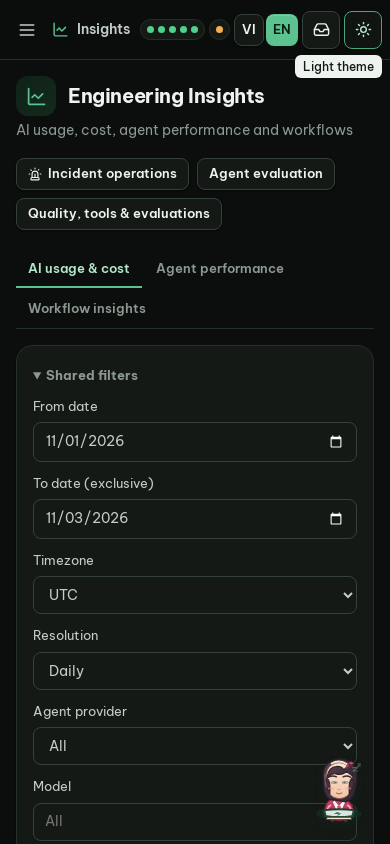 Insights
VI
EN
Light theme
Engineering Insights
AI usage, cost, agent performance and workflows
Incident operations
Agent evaluation
Quality, tools & evaluations
AI usage & cost
Agent performance
Workflow insights
▼ Shared filters
From date
11/01/2026
To date (exclusive)
11/03/2026
Timezone
UTC
Resolution
Daily
Agent provider
All
Model
All